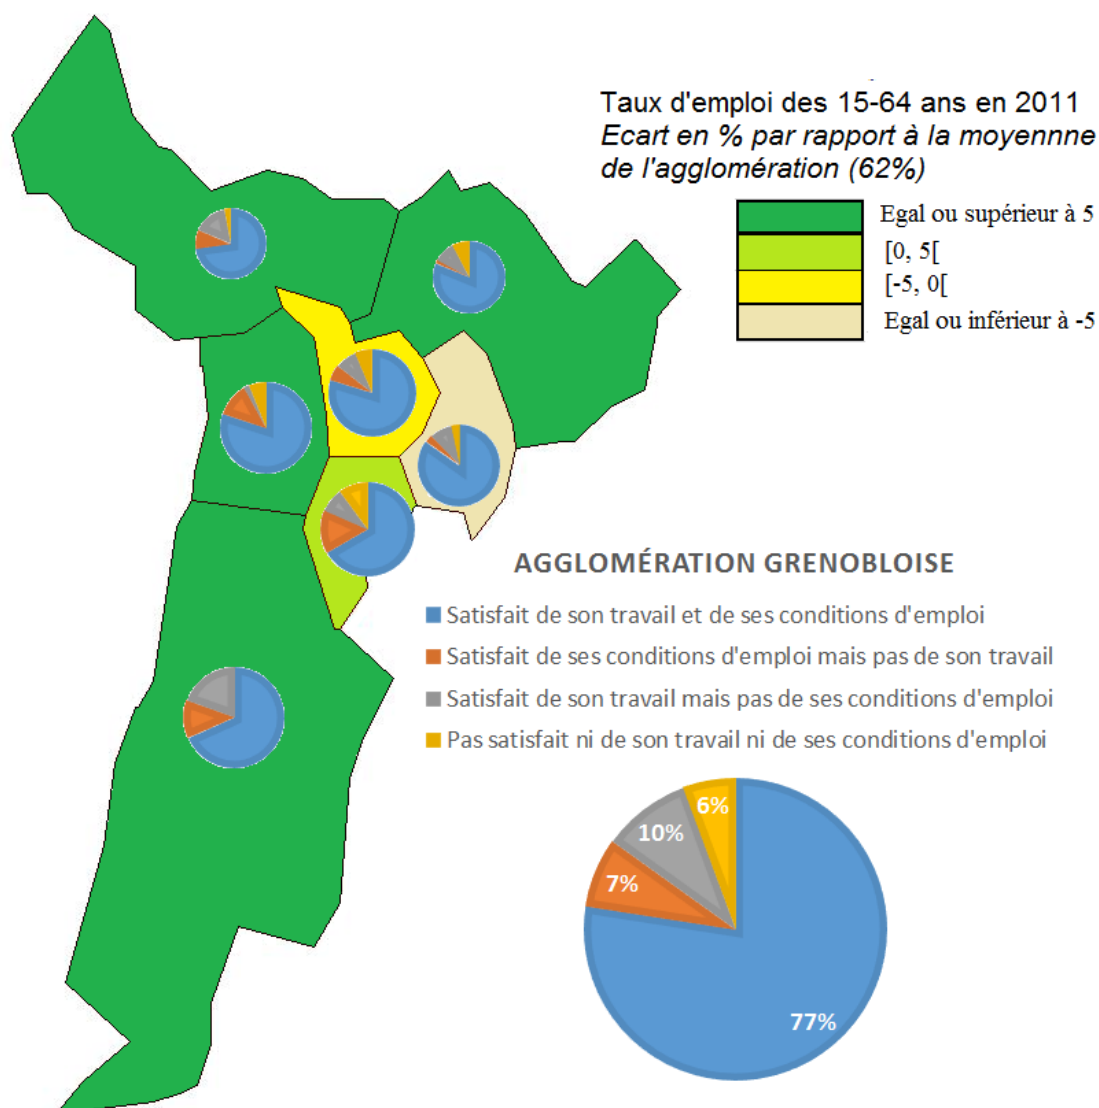 Taux d'emploi des 15-64 ans en 2011
Ecart en % par rapport à la moyennne
de l'agglomération (62%)
Egal ou supérieur à 5
[0, 5[
[-5, 0[
Egal ou inférieur à -5
AGGLOMÉRATION GRENOBLOISE
Satisfait de son travail et de ses conditions d'emploi
Satisfait de ses conditions d'emploi mais pas de son travail
Satisfait de son travail mais pas de ses conditions d'emploi
Pas satisfait ni de son travail ni de ses conditions d'emploi
6%
10%
7%
77%